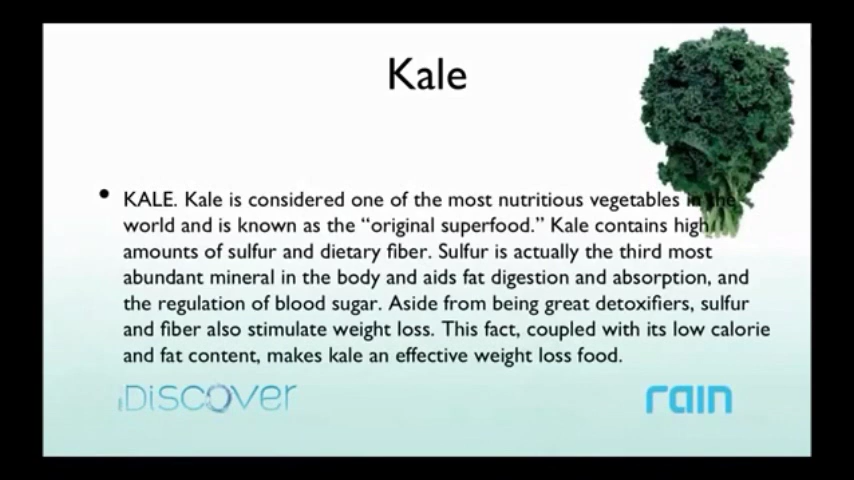 Kale
• KALE. Kale is considered one of the most nutritious vegetables in the
world and is known as the “original superfood.” Kale contains high
amounts of sulfur and dietary fiber. Sulfur is actually the third most
abundant mineral in the body and aids fat digestion and absorption, and
the regulation of blood sugar. Aside from being great detoxifiers, sulfur
and fiber also stimulate weight loss. This fact, coupled with its low calorie
and fat content, makes kale an effective weight loss food.
iDiscover
rain